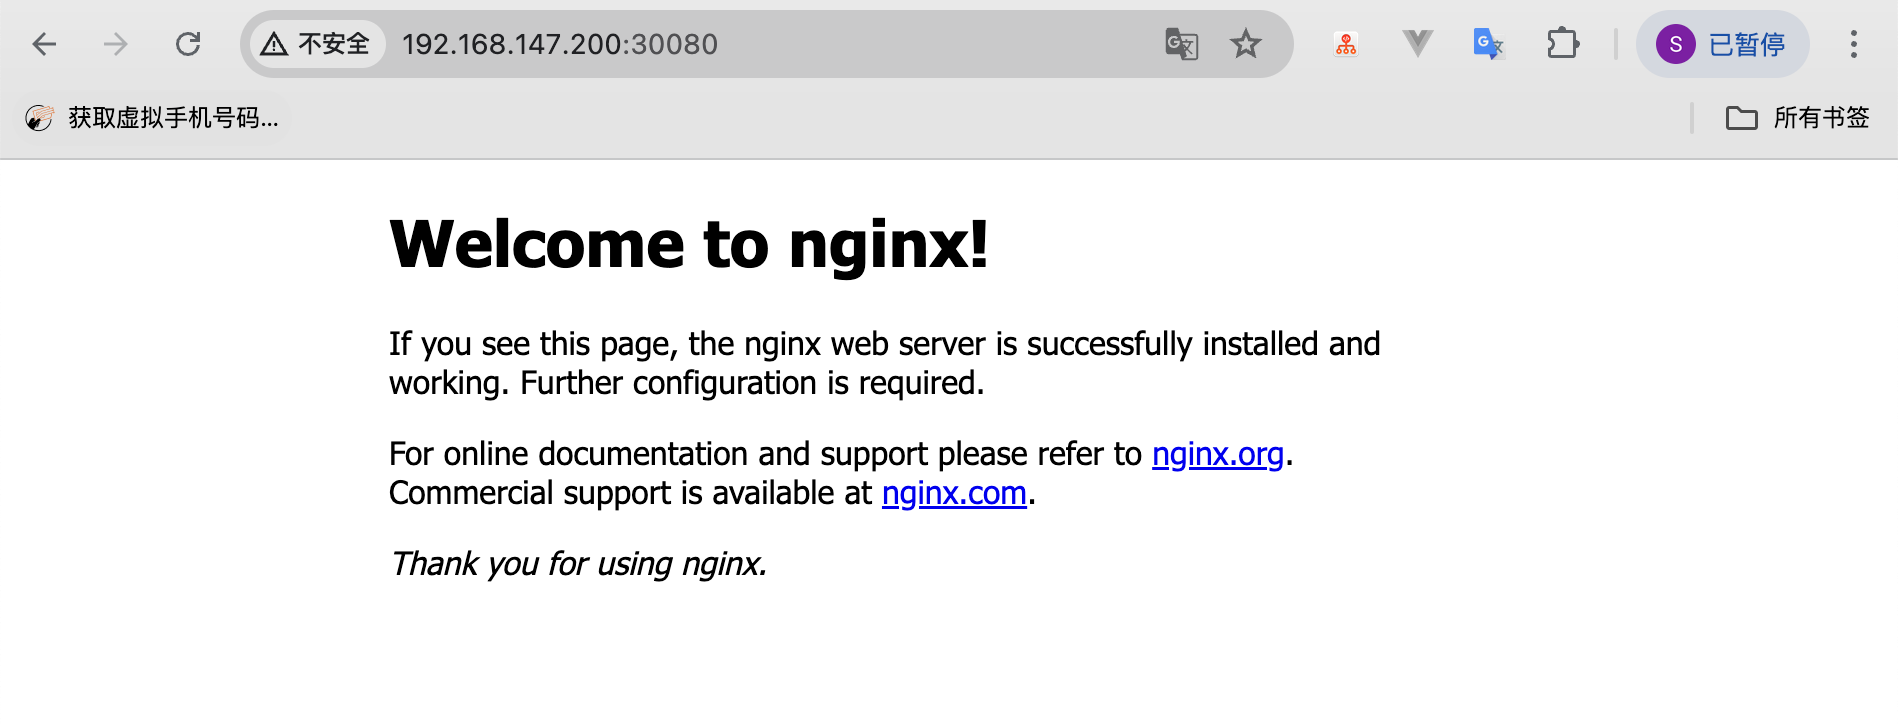 不安全 192.168.147.200:30080 S 已暂停
获取虚拟手机号码... 所有书签
Welcome to nginx!
If you see this page, the nginx web server is successfully installed and
working. Further configuration is required.
For online documentation and support please refer to nginx.org.
Commercial support is available at nginx.com.
Thank you for using nginx.